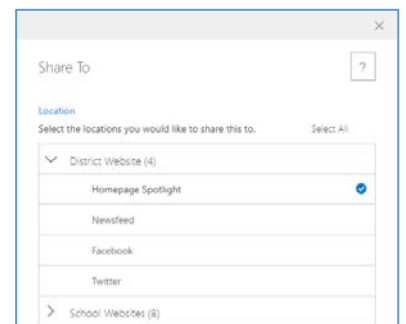 Share To
?
Location
Select the locations you would like to share this to. Select All
District Website (4)
Homepage Spotlight
Newsfeed
Facebook
Twitter
School Websites (8)